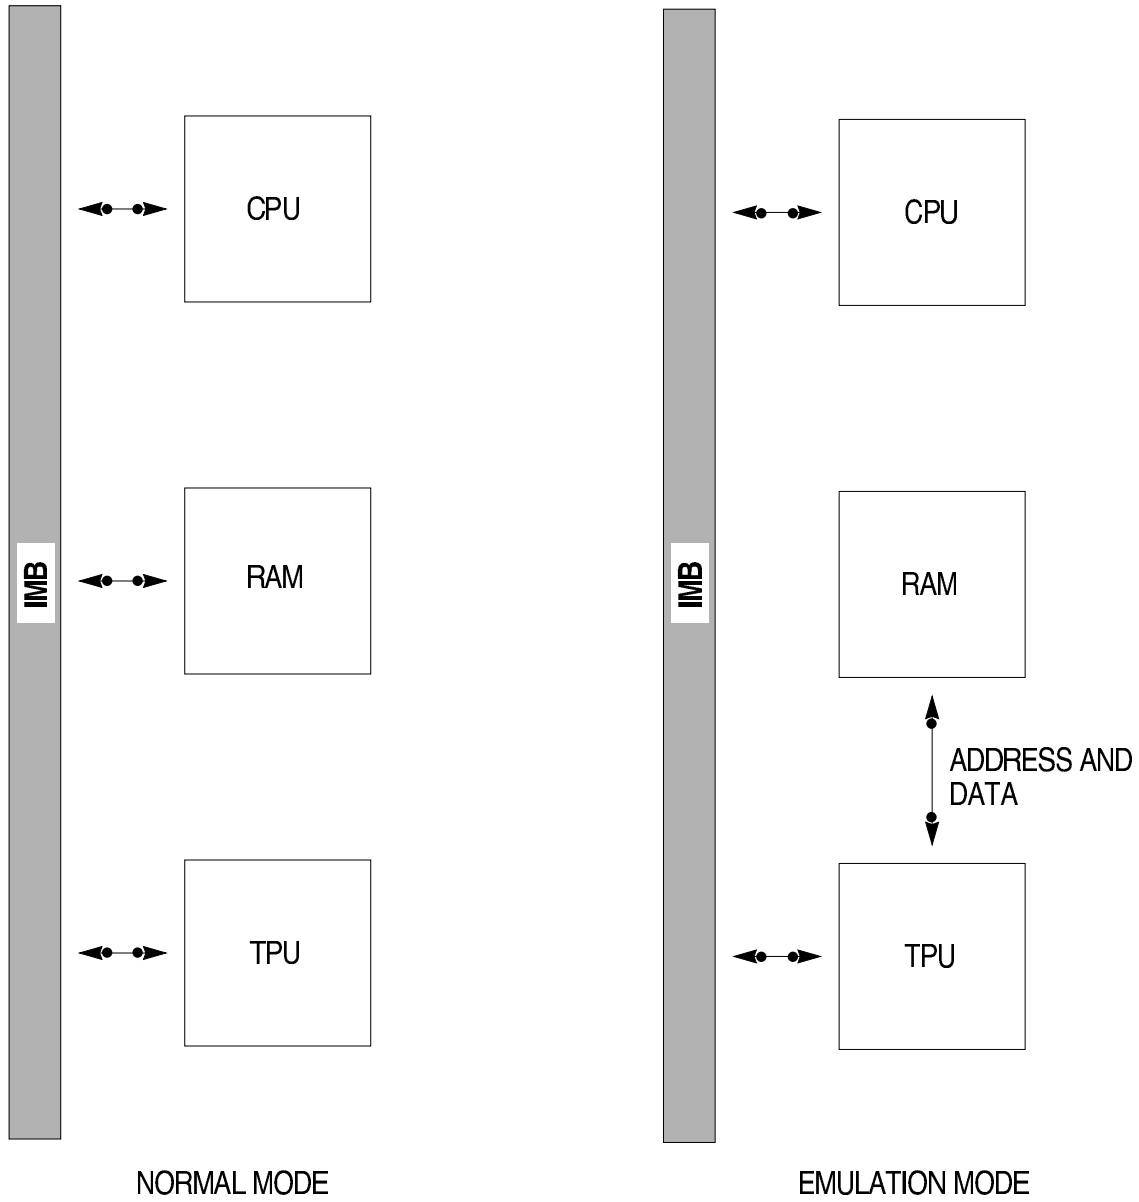 CPU
RAM
IMB
TPU
NORMAL MODE
CPU
RAM
IMB
ADDRESS AND
DATA
TPU
EMULATION MODE